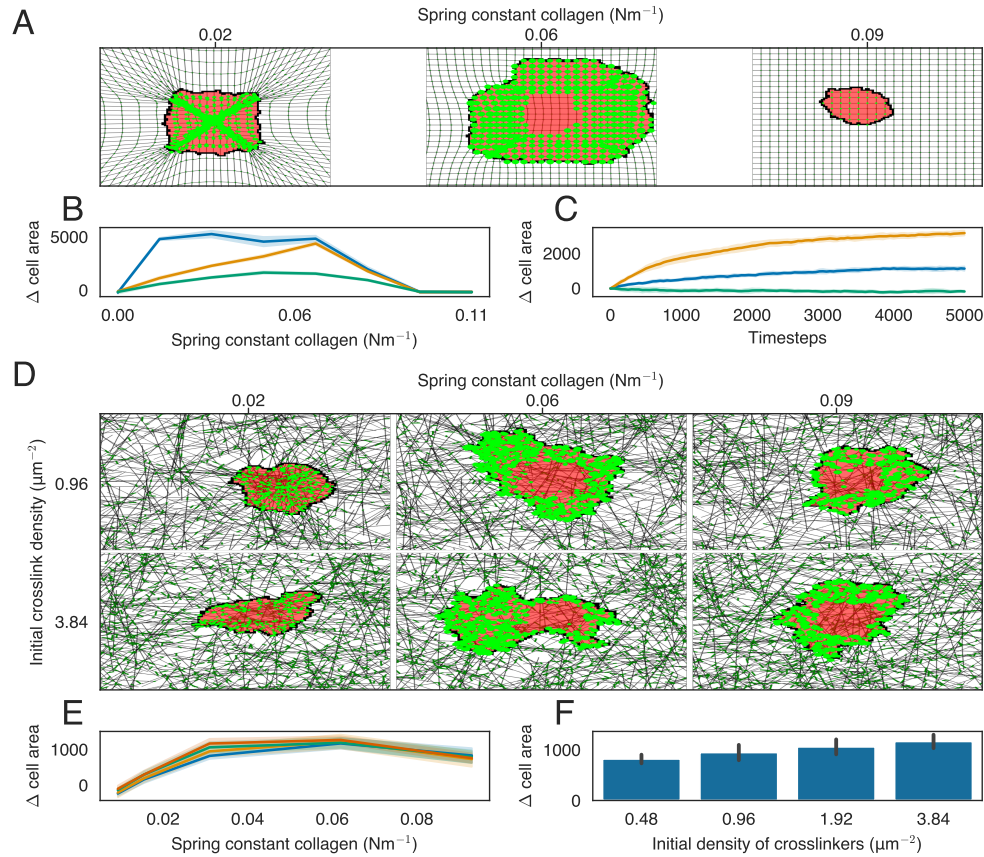 A
Spring constant collagen (Nm⁻¹)
0.02 0.06 0.09
B
Δ cell area
5000
0
0.00 0.06 0.11
Spring constant collagen (Nm⁻¹)
C
Δ cell area
2000
0
0 1000 2000 3000 4000 5000
Timesteps
D
Spring constant collagen (Nm⁻¹)
0.02 0.06 0.09
Initial crosslink density (μm⁻²)
0.96
3.84
E
Δ cell area
1000
0
0.02 0.04 0.06 0.08
Spring constant collagen (Nm⁻¹)
F
Δ cell area
1000
0
0.48 0.96 1.92 3.84
Initial density of crosslinkers (μm⁻²)